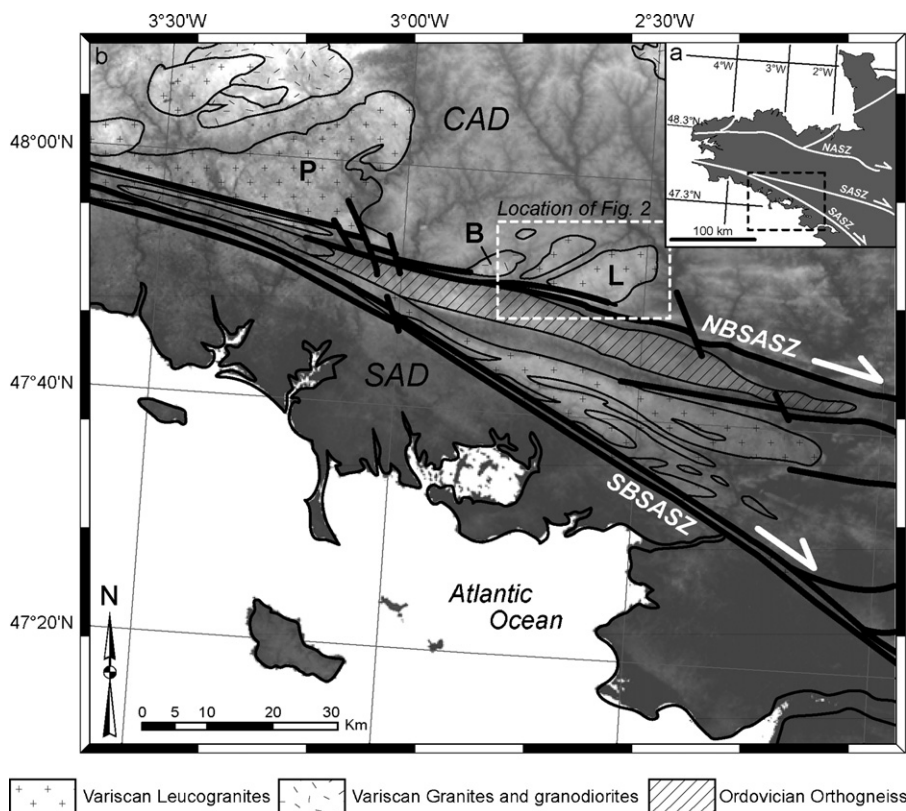 3°30'W
3°00'W
2°30'W
b
a
4°W
3°W
2°W
48.3°N
NASZ
SASZ
47.3°N
SASZ
100 km
48°00'N
CAD
P
Location of Fig. 2
B
L
NBSASZ
47°40'N
SAD
SBSASZ
Atlantic
Ocean
N
47°20'N
0 5 10 20 30
Km
Variscan Leucogranites
Variscan Granites and granodiorites
Ordovician Orthogneiss